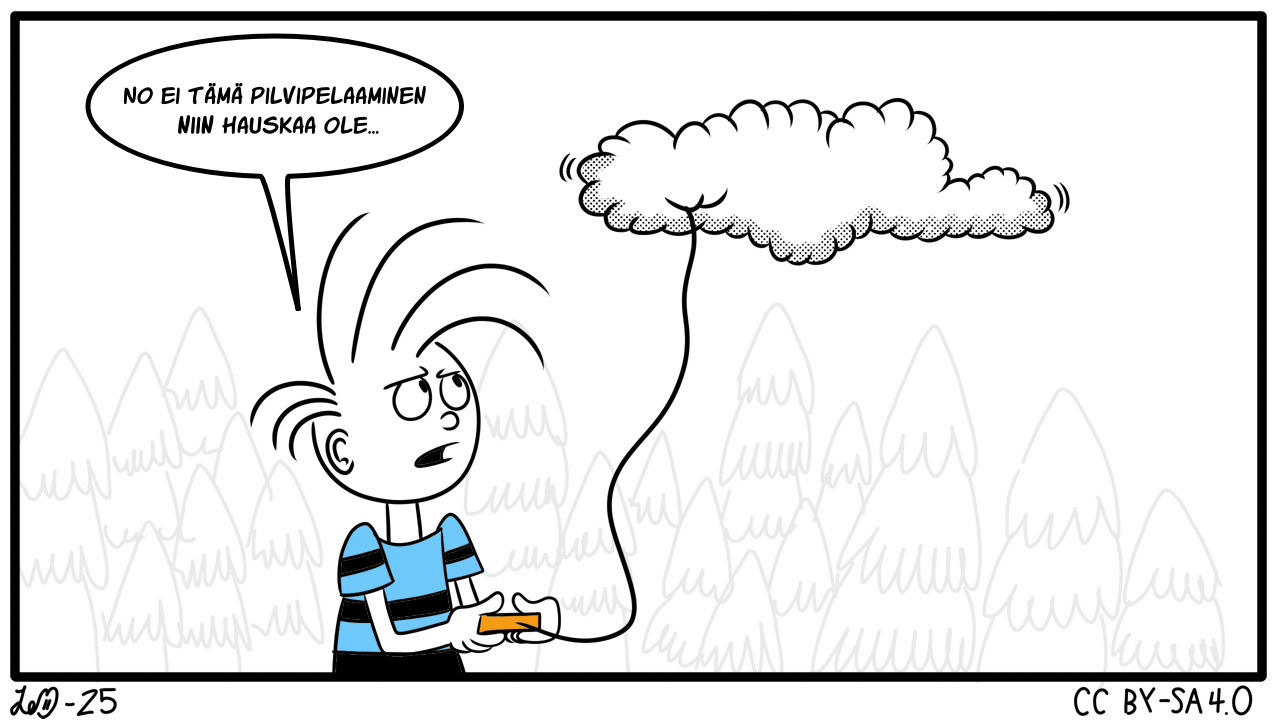 NO EI TÄMÄ PILVIPELAAMINEN
NIIN HAUSKAA OLE...
-25
CC BY-SA 4.0